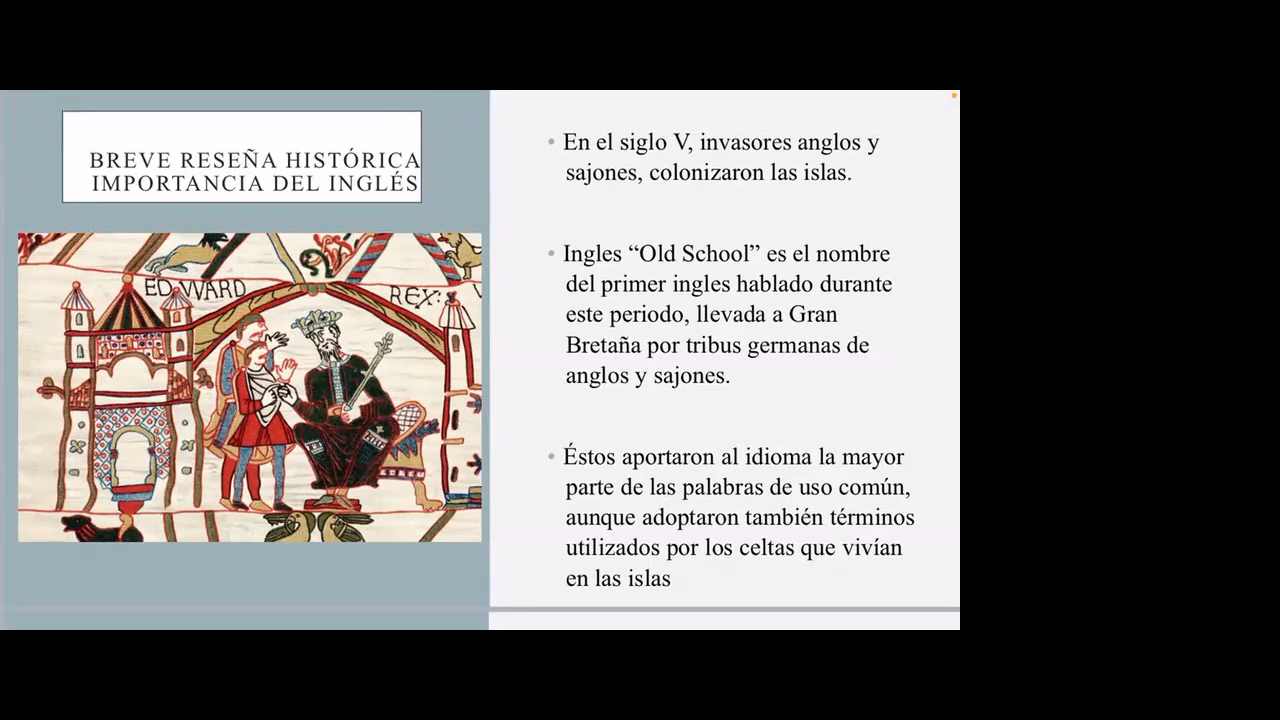 BREVE RESEÑA HISTÓRICA
IMPORTANCIA DEL INGLÉS
EDVVARD
REX:
• En el siglo V, invasores anglos y
sajones, colonizaron las islas.
• Ingles “Old School” es el nombre
del primer ingles hablado durante
este periodo, llevada a Gran
Bretaña por tribus germanas de
anglos y sajones.
• Éstos aportaron al idioma la mayor
parte de las palabras de uso común,
aunque adoptaron también términos
utilizados por los celtas que vivían
en las islas